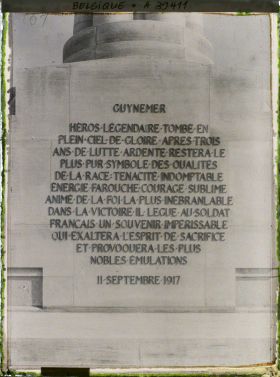 BELGIQUE • A 39411
GUYNEMER
HÉROS·LÉGENDAIRE·TOMBÉ·EN
PLEIN·CIEL·DE·GLOIRE·APRÈS·TROIS
ANS·DE·LUTTE·ARDENTE·RESTERA·LE
PLUS·PUR·SYMBOLE·DES·QUALITÉS
DE·LA·RACE·TÉNACITÉ·INDOMPTABLE
ÉNERGIE·FAROUCHE·COURAGE·SUBLIME
ANIMÉ·DE·LA·FOI·LA·PLUS·INÉBRANLABLE
DANS·LA·VICTOIRE·IL·LÈGUE·AU·SOLDAT
FRANÇAIS·UN·SOUVENIR·IMPÉRISSABLE
QUI·EXALTERA·L'ESPRIT·DE·SACRIFICE
ET·PROVOQUERA·LES·PLUS
NOBLES·ÉMULATIONS
11·SEPTEMBRE·1917